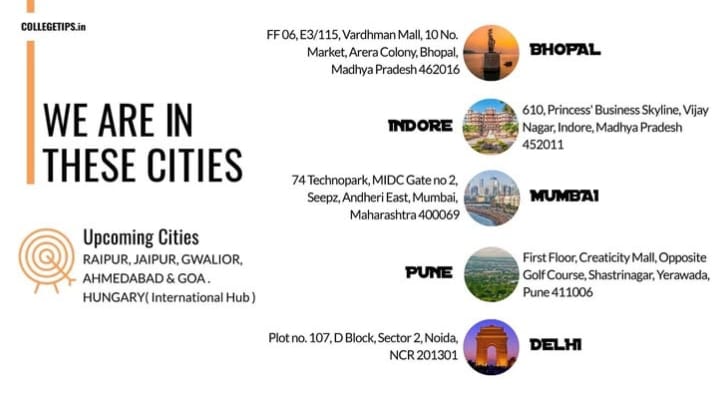 COLLEGETIPS.in
WE ARE IN
THESE CITIES
Upcoming Cities
RAIPUR, JAIPUR, GWALIOR,
AHMEDABAD & GOA.
HUNGARY( International Hub )
FF 06, E3/115, Vardhman Mall, 10 No.
Market, Arera Colony, Bhopal,
Madhya Pradesh 462016
BHOPAL
INDORE
610, Princess' Business Skyline, Vijay
Nagar, Indore, Madhya Pradesh
452011
74 Technopark, MIDC Gate no 2,
Seepz, Andheri East, Mumbai,
Maharashtra 400069
MUMBAI
PUNE
First Floor, Creaticity Mall, Opposite
Golf Course, Shastrinagar, Yerawada,
Pune 411006
Plot no. 107, D Block, Sector 2, Noida,
NCR 201301
DELHI